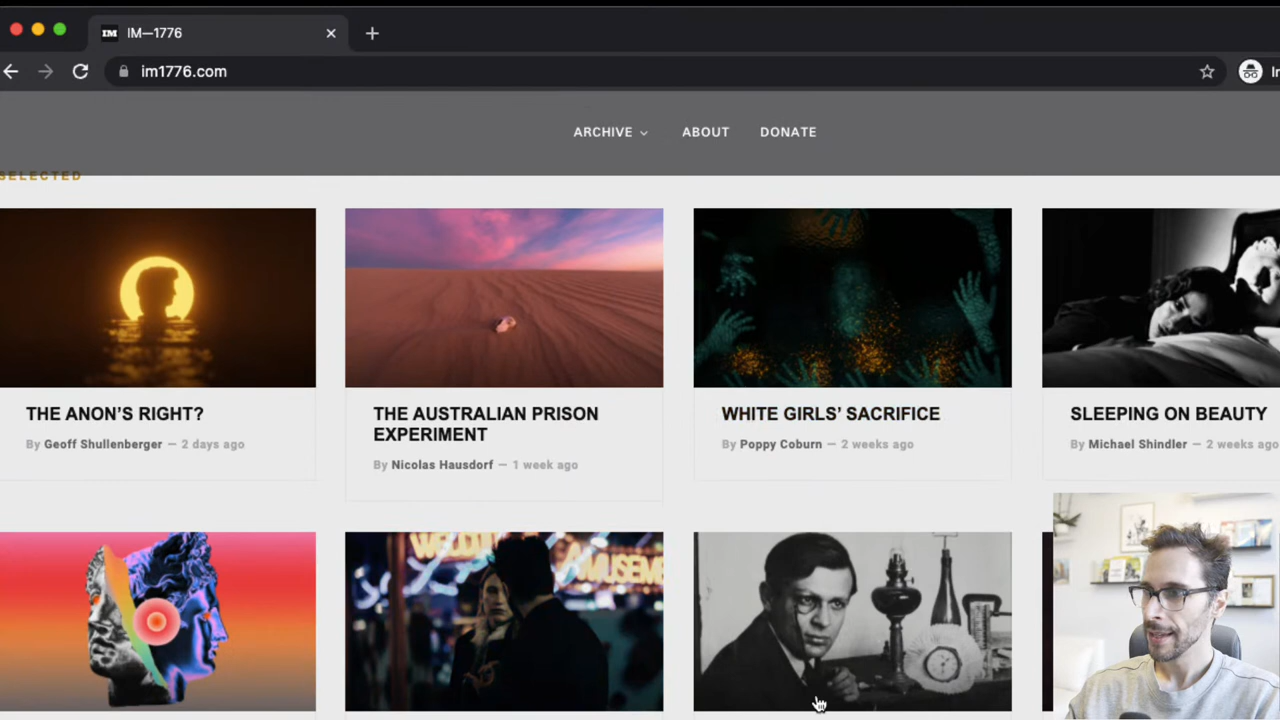 IM IM—1776
im1776.com
ARCHIVE ABOUT DONATE
SELECTED
THE ANON'S RIGHT?
By Geoff Shullenberger — 2 days ago
THE AUSTRALIAN PRISON
EXPERIMENT
By Nicolas Hausdorf — 1 week ago
WHITE GIRLS' SACRIFICE
By Poppy Coburn — 2 weeks ago
SLEEPING ON BEAUTY
By Michael Shindler — 2 weeks ago